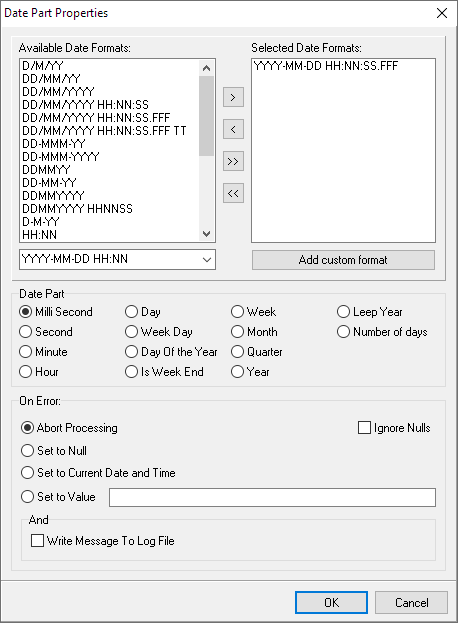 Date Part Properties
Available Date Formats:
Selected Date Formats:
D/M/YY
DD/MM/YY
DD/MM/YYYY
DD/MM/YYYY HH:NN:SS
DD/MM/YYYY HH:NN:SS.FFF
DD/MM/YYYY HH:NN:SS.FFF TT
DD-MMM-YY
DD-MMM-YYYY
DDMMYY
DD-MM-YY
DDMMYYYY
DDMMYYYY HHNNSS
D-M-YY
HH:NN
>
<
>>
<<
YYYY-MM-DD HH:NN:SS.FFF
YYYY-MM-DD HH:NN
Add custom format
Date Part
Milli Second
Day
Week
Leep Year
Second
Week Day
Month
Number of days
Minute
Day Of the Year
Quarter
Hour
Is Week End
Year
On Error:
Abort Processing
Ignore Nulls
Set to Null
Set to Current Date and Time
Set to Value
And
Write Message To Log File
OK
Cancel